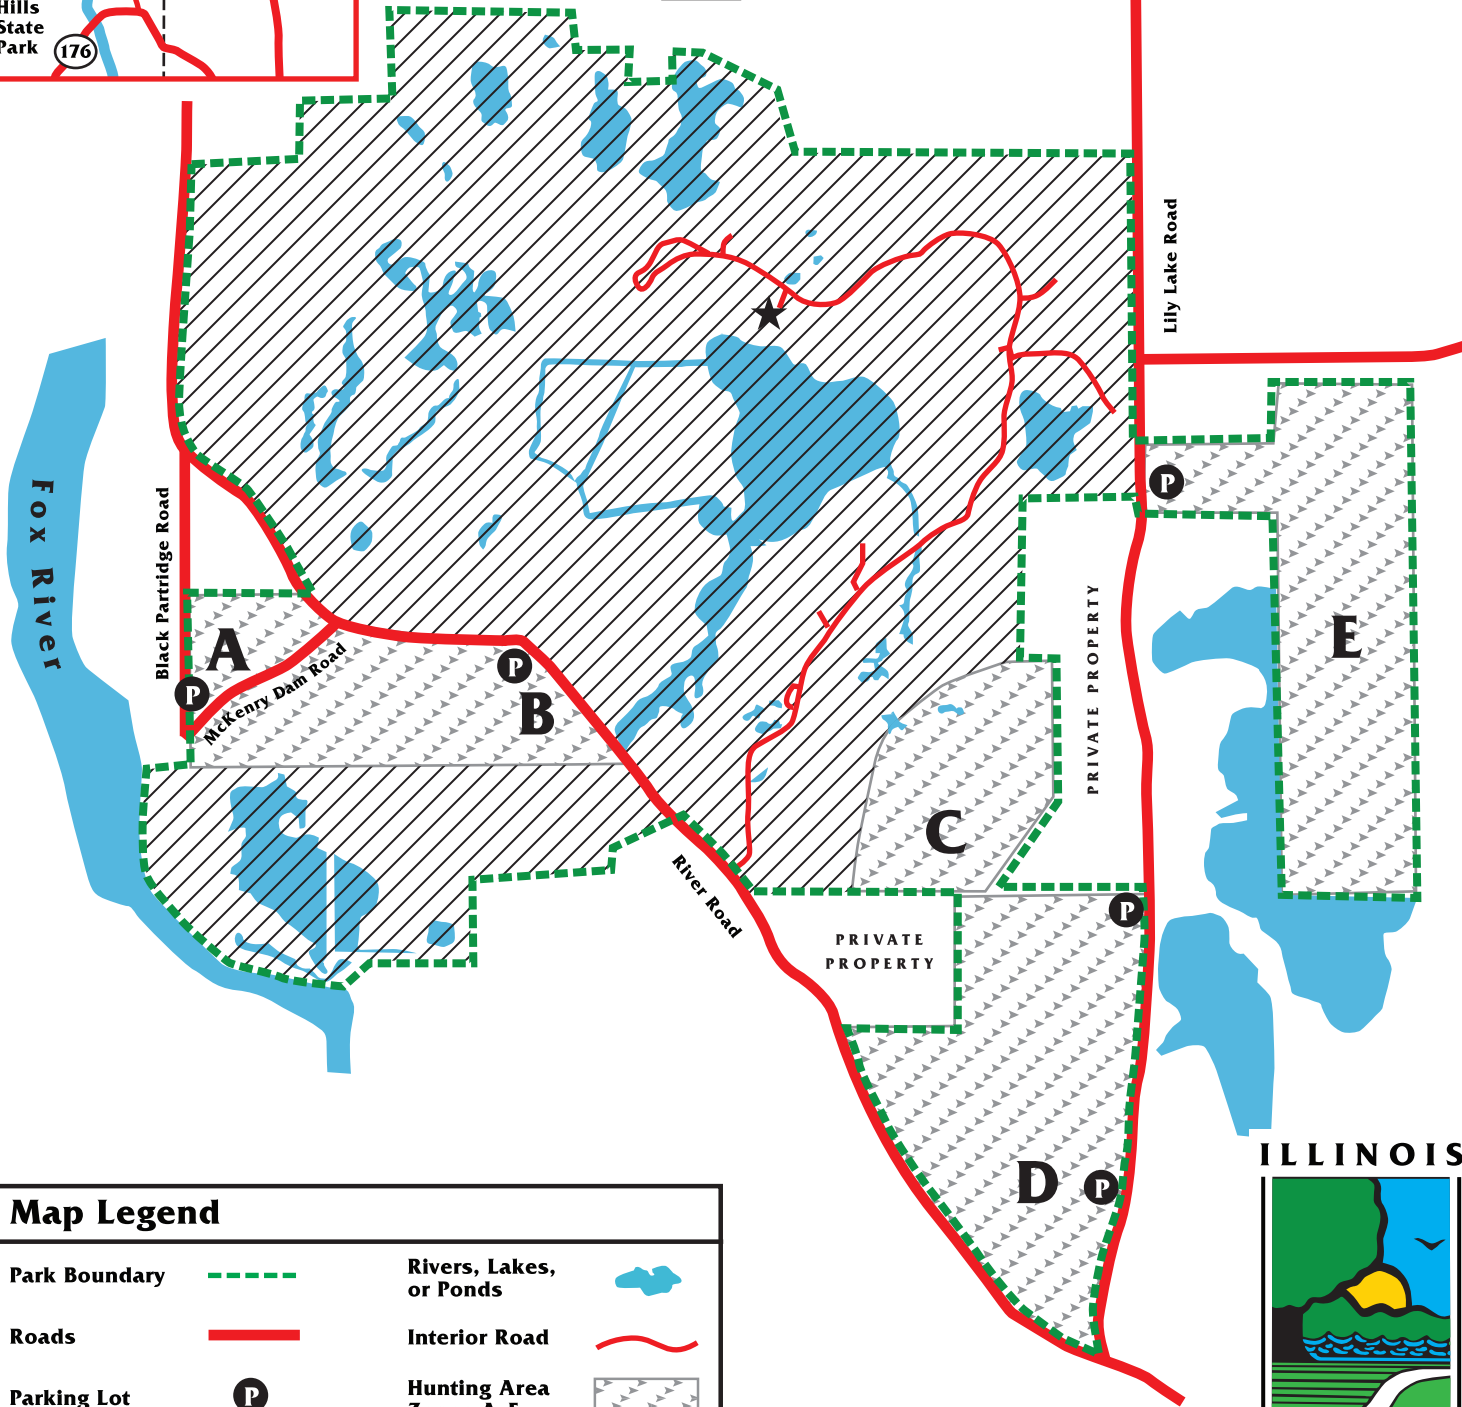 Hills
State
Park
176
Lily Lake Road
Fox River
Black Partridge Road
P
A
McKenry Dam Road
P
B
P
E
PRIVATE PROPERTY
C
River Road
P
PRIVATE
PROPERTY
D
P
ILLINOIS
Map Legend
Park Boundary
Rivers, Lakes,
or Ponds
Roads
Interior Road
Parking Lot
P
Hunting Area